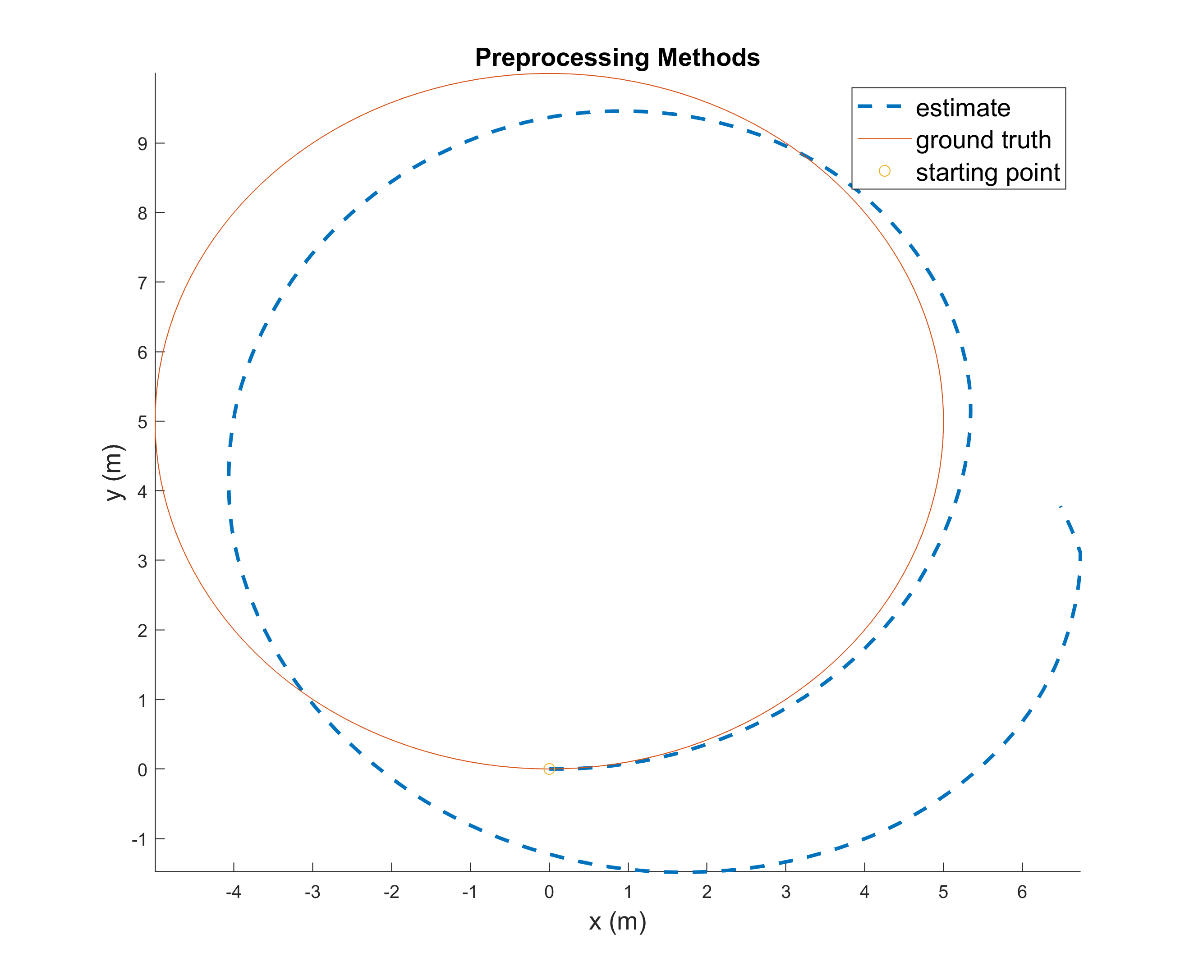 Preprocessing Methods
estimate
ground truth
starting point
9
8
7
6
5
4
3
2
1
0
-1
y (m)
-4 -3 -2 -1 0 1 2 3 4 5 6
x (m)